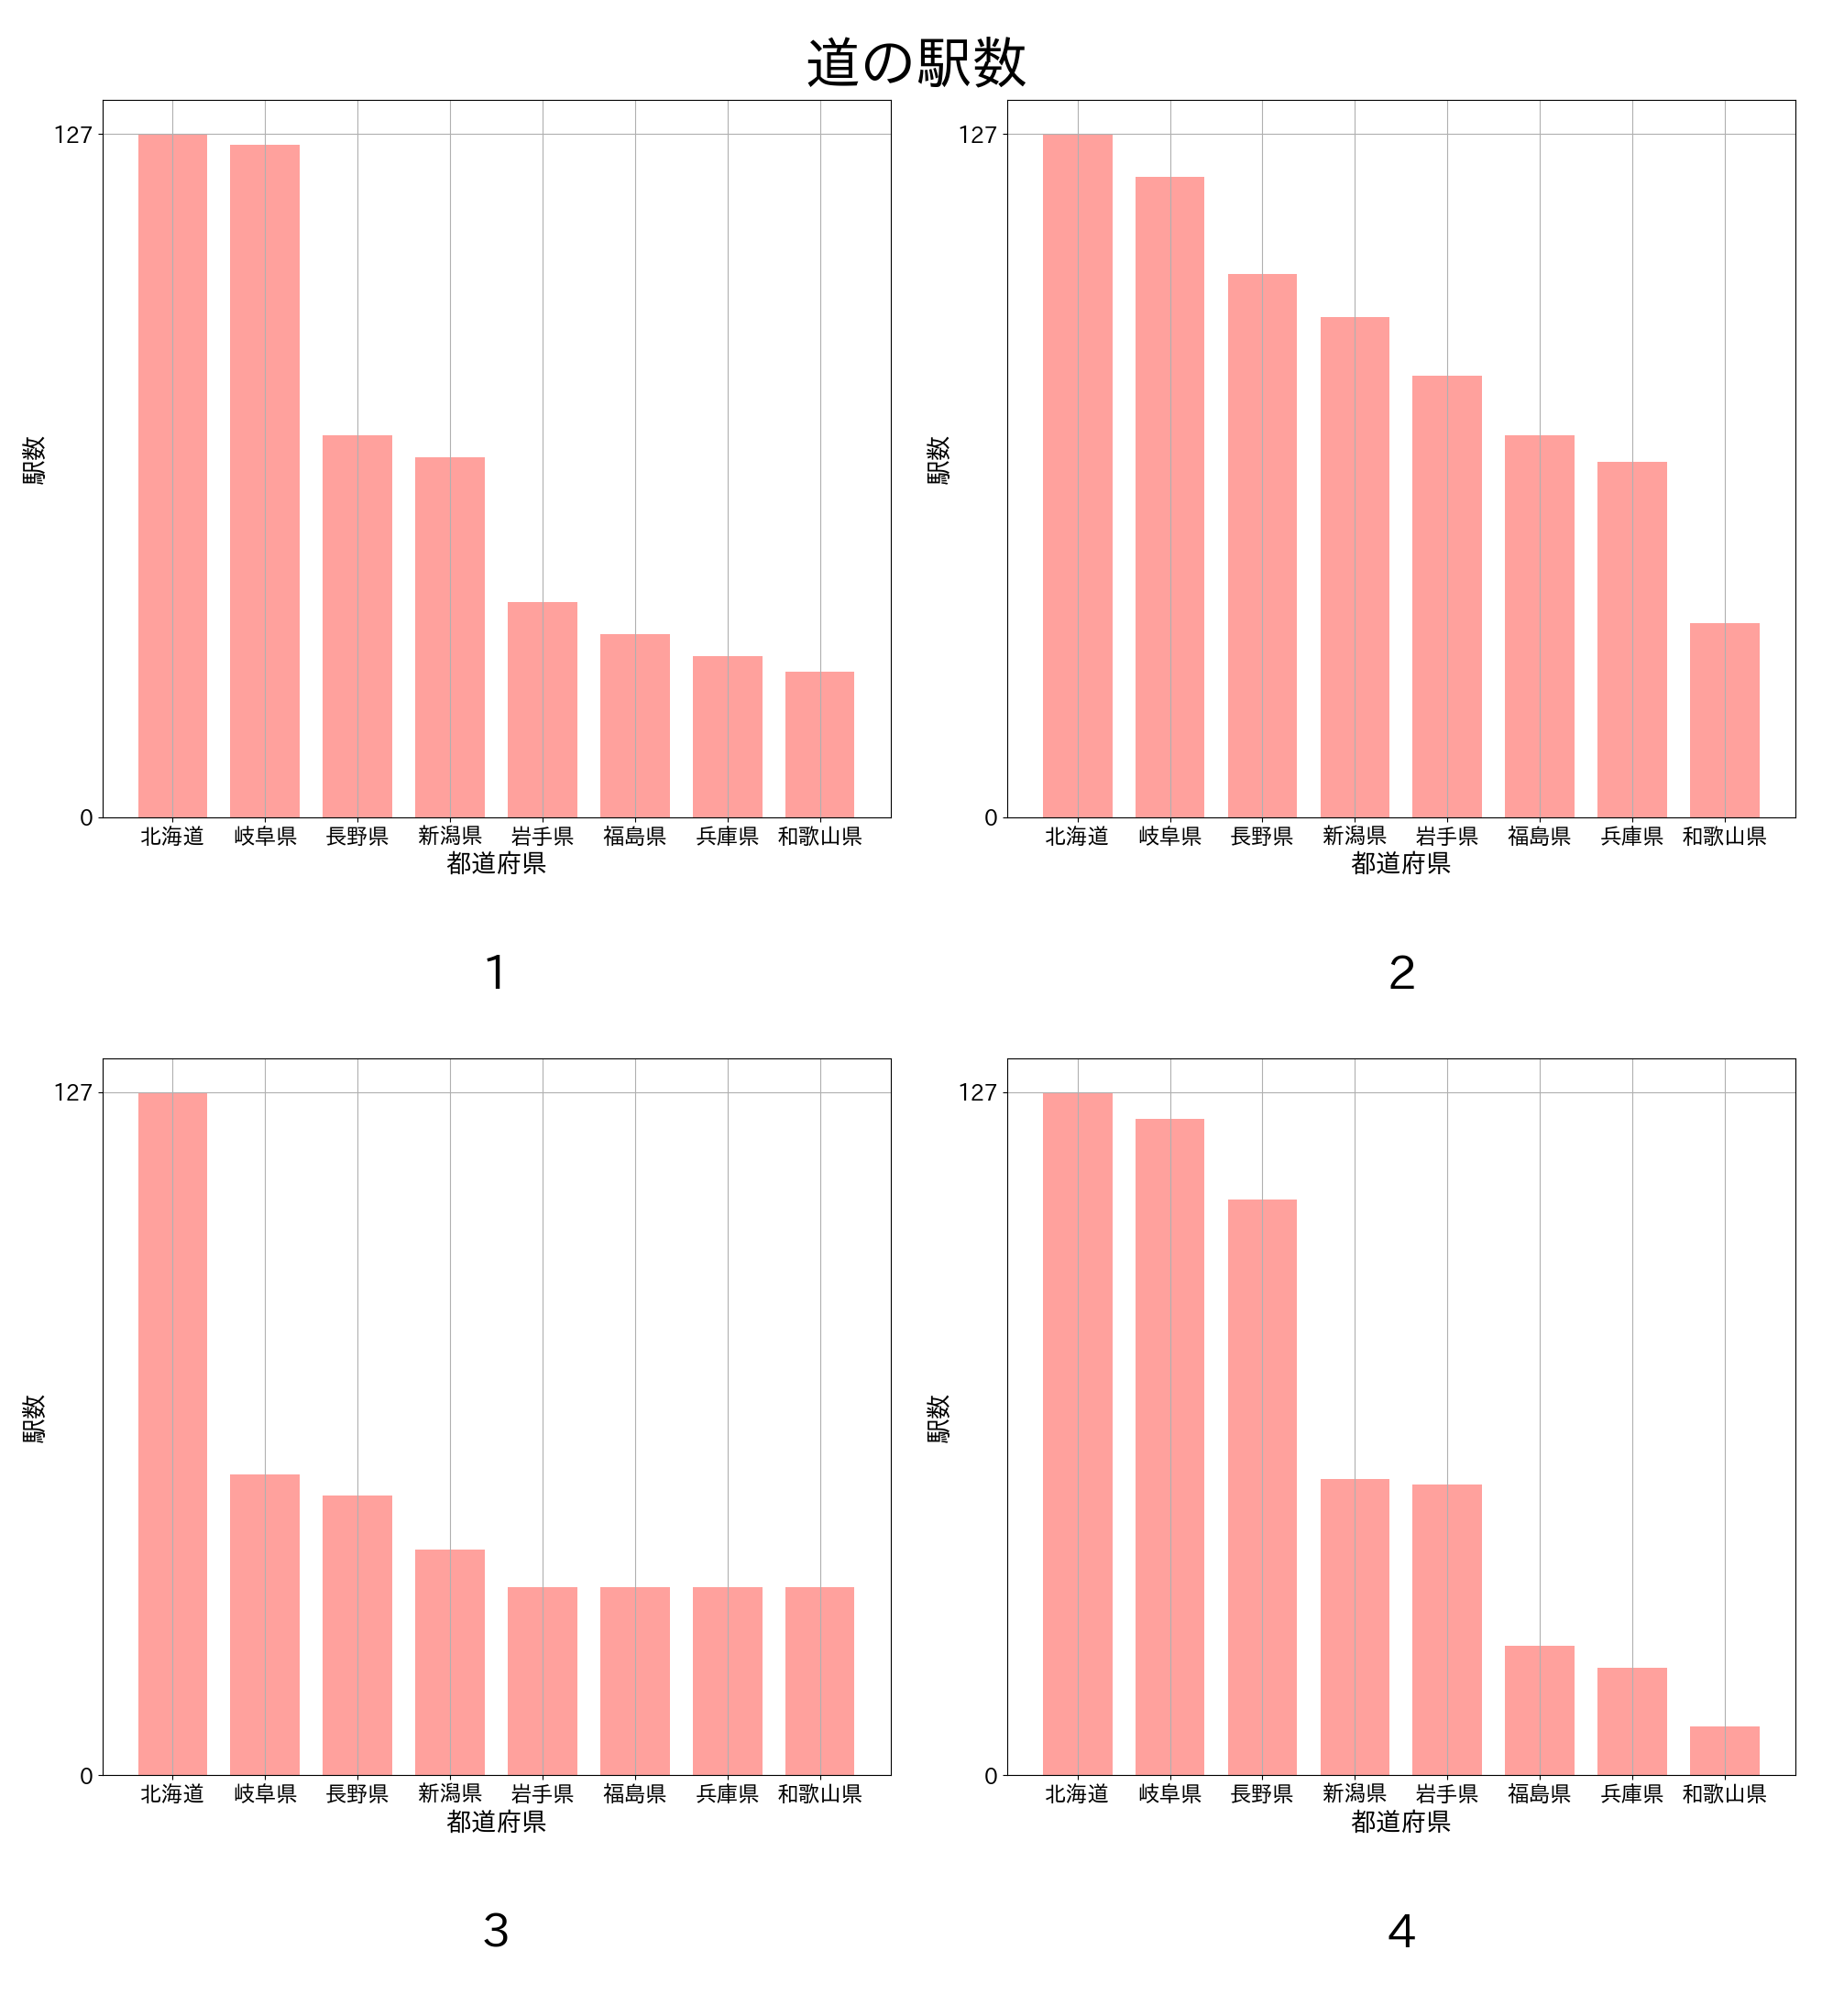 道の駅数
127
駅数
0
北海道 岐阜県 長野県 新潟県 岩手県 福島県 兵庫県 和歌山県
都道府県
1
127
駅数
0
北海道 岐阜県 長野県 新潟県 岩手県 福島県 兵庫県 和歌山県
都道府県
2
127
駅数
0
北海道 岐阜県 長野県 新潟県 岩手県 福島県 兵庫県 和歌山県
都道府県
3
127
駅数
0
北海道 岐阜県 長野県 新潟県 岩手県 福島県 兵庫県 和歌山県
都道府県
4